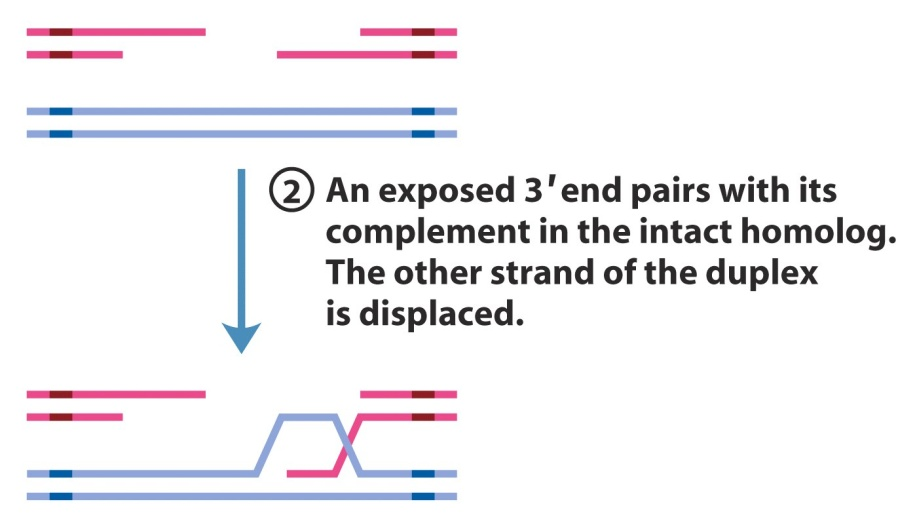 ② An exposed 3′ end pairs with its
complement in the intact homolog.
The other strand of the duplex
is displaced.